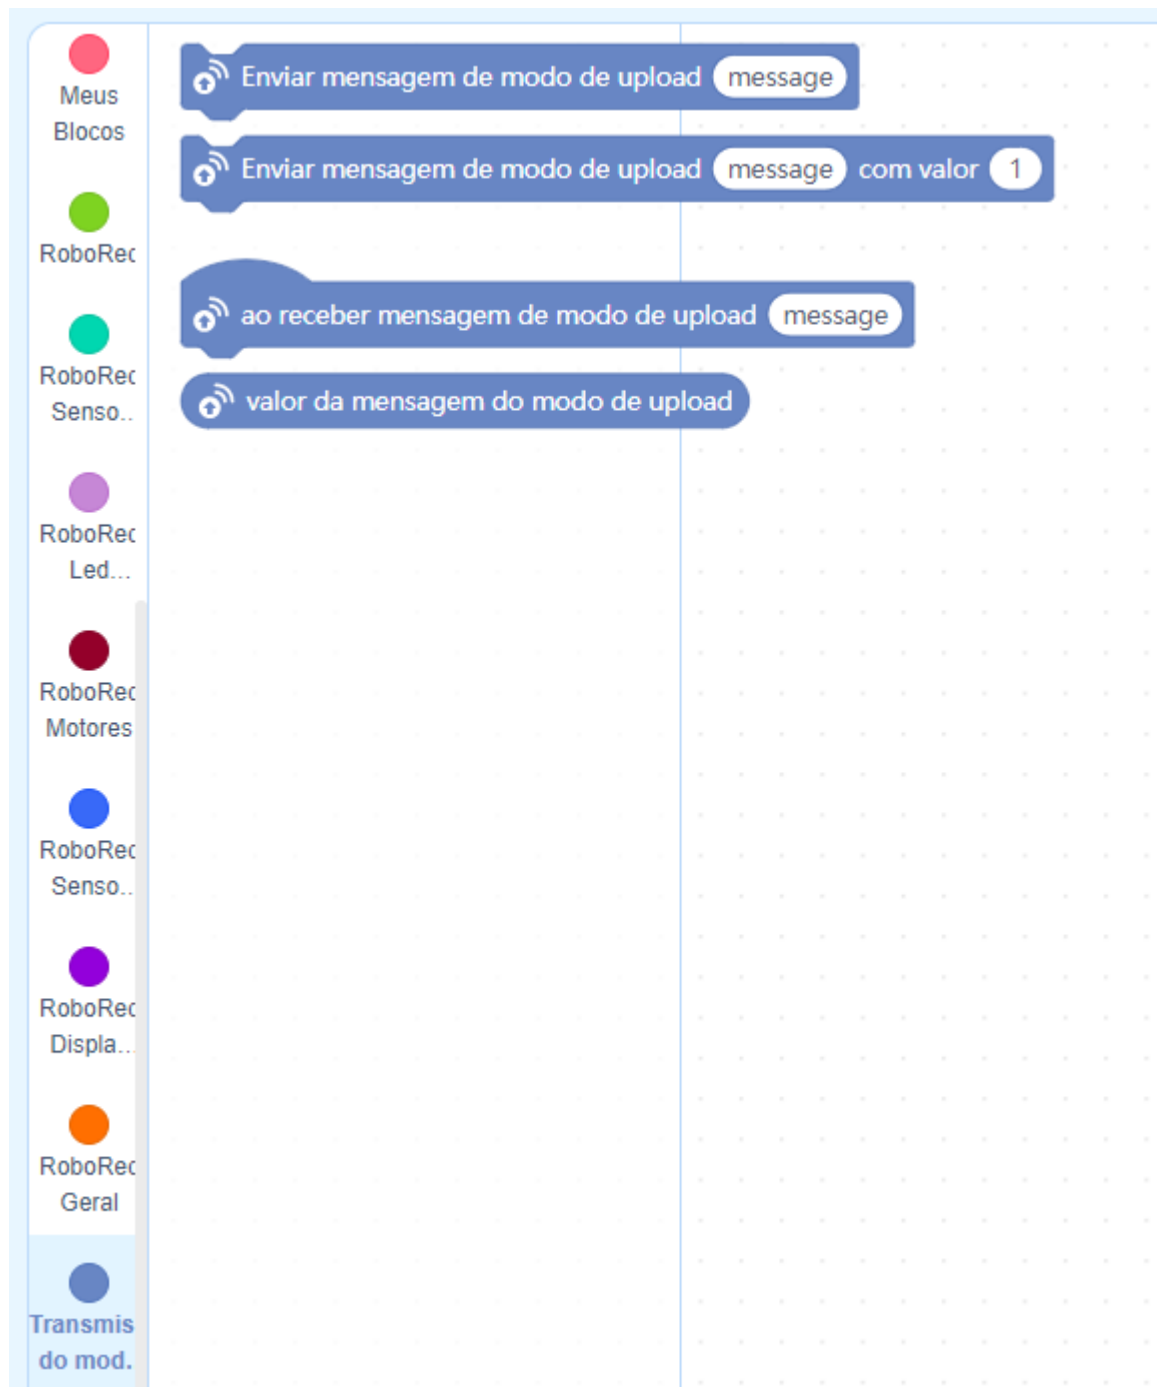 Meus
Blocos
RoboRec
RoboRec
Senso..
RoboRec
Led...
RoboRec
Motores
RoboRec
Senso..
RoboRec
Displa...
RoboRec
Geral
Transmis
do mod.
Enviar mensagem de modo de upload message
Enviar mensagem de modo de upload message com valor 1
ao receber mensagem de modo de upload message
valor da mensagem do modo de upload